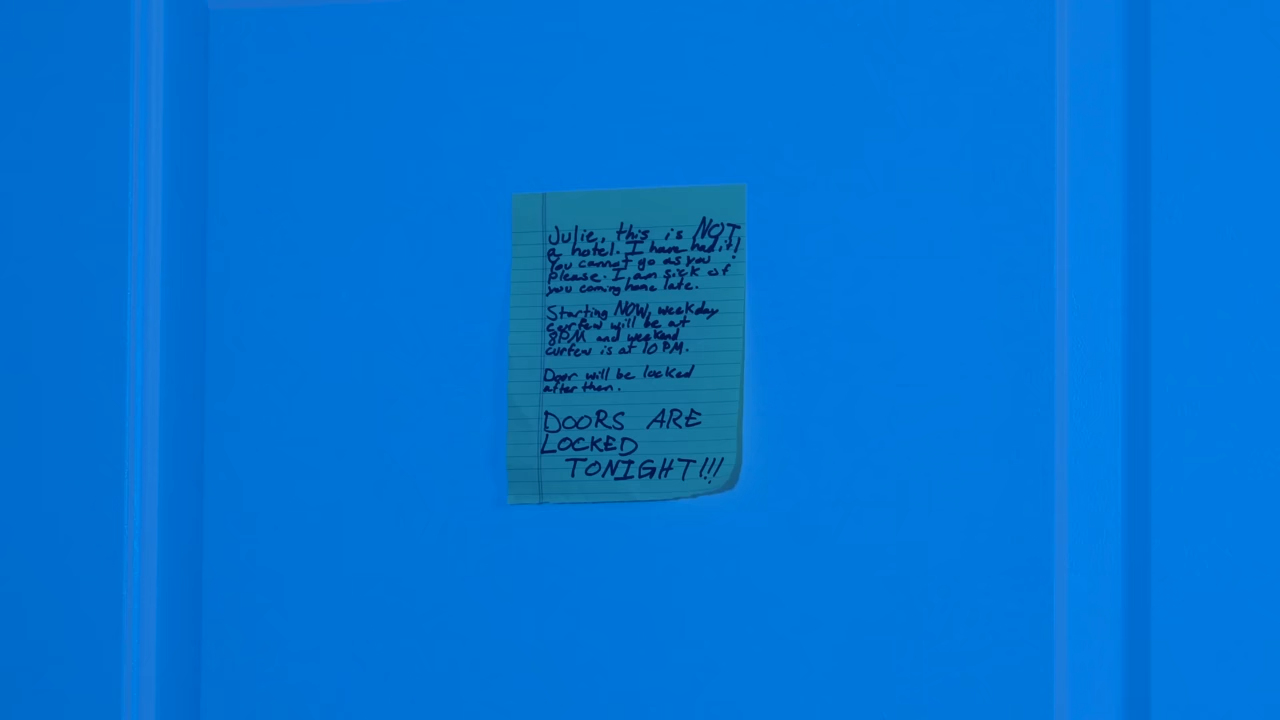 Julie, this is NOT
a hotel. I have had it!
You cannot go as you
please. I am sick of
you coming home late.
Starting NOW, weekday
curfew will be at
8PM and weekend
curfew is at 10 PM.
Door will be locked
after then.
DOORS ARE
LOCKED
TONIGHT!!!